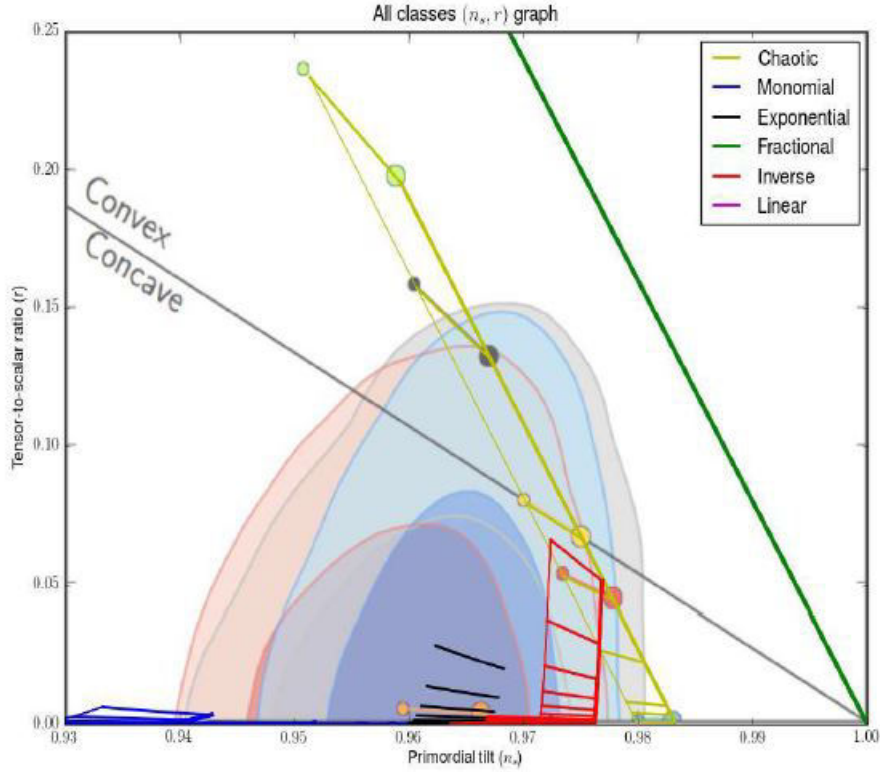 All classes (nₛ, r) graph
0.25
0.20
0.15
0.10
0.05
0.00
Tensor-to-scalar ratio (r)
Convex
Concave
Chaotic
Monomial
Exponential
Fractional
Inverse
Linear
0.93 0.94 0.95 0.96 0.97 0.98 0.99 1.00
Primordial tilt (nₛ)